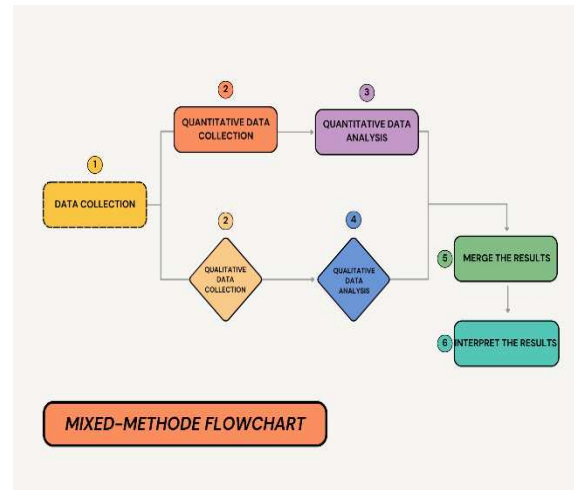 2
3
QUANTITATIVE DATA
COLLECTION
QUANTITATIVE DATA
ANALYSIS
1
DATA COLLECTION
2
4
QUALITATIVE
DATA
COLLECTION
QUALITATIVE
DATA
ANALYSIS
5
MERGE THE RESULTS
6
INTERPRET THE RESULTS
MIXED-METHODE FLOWCHART